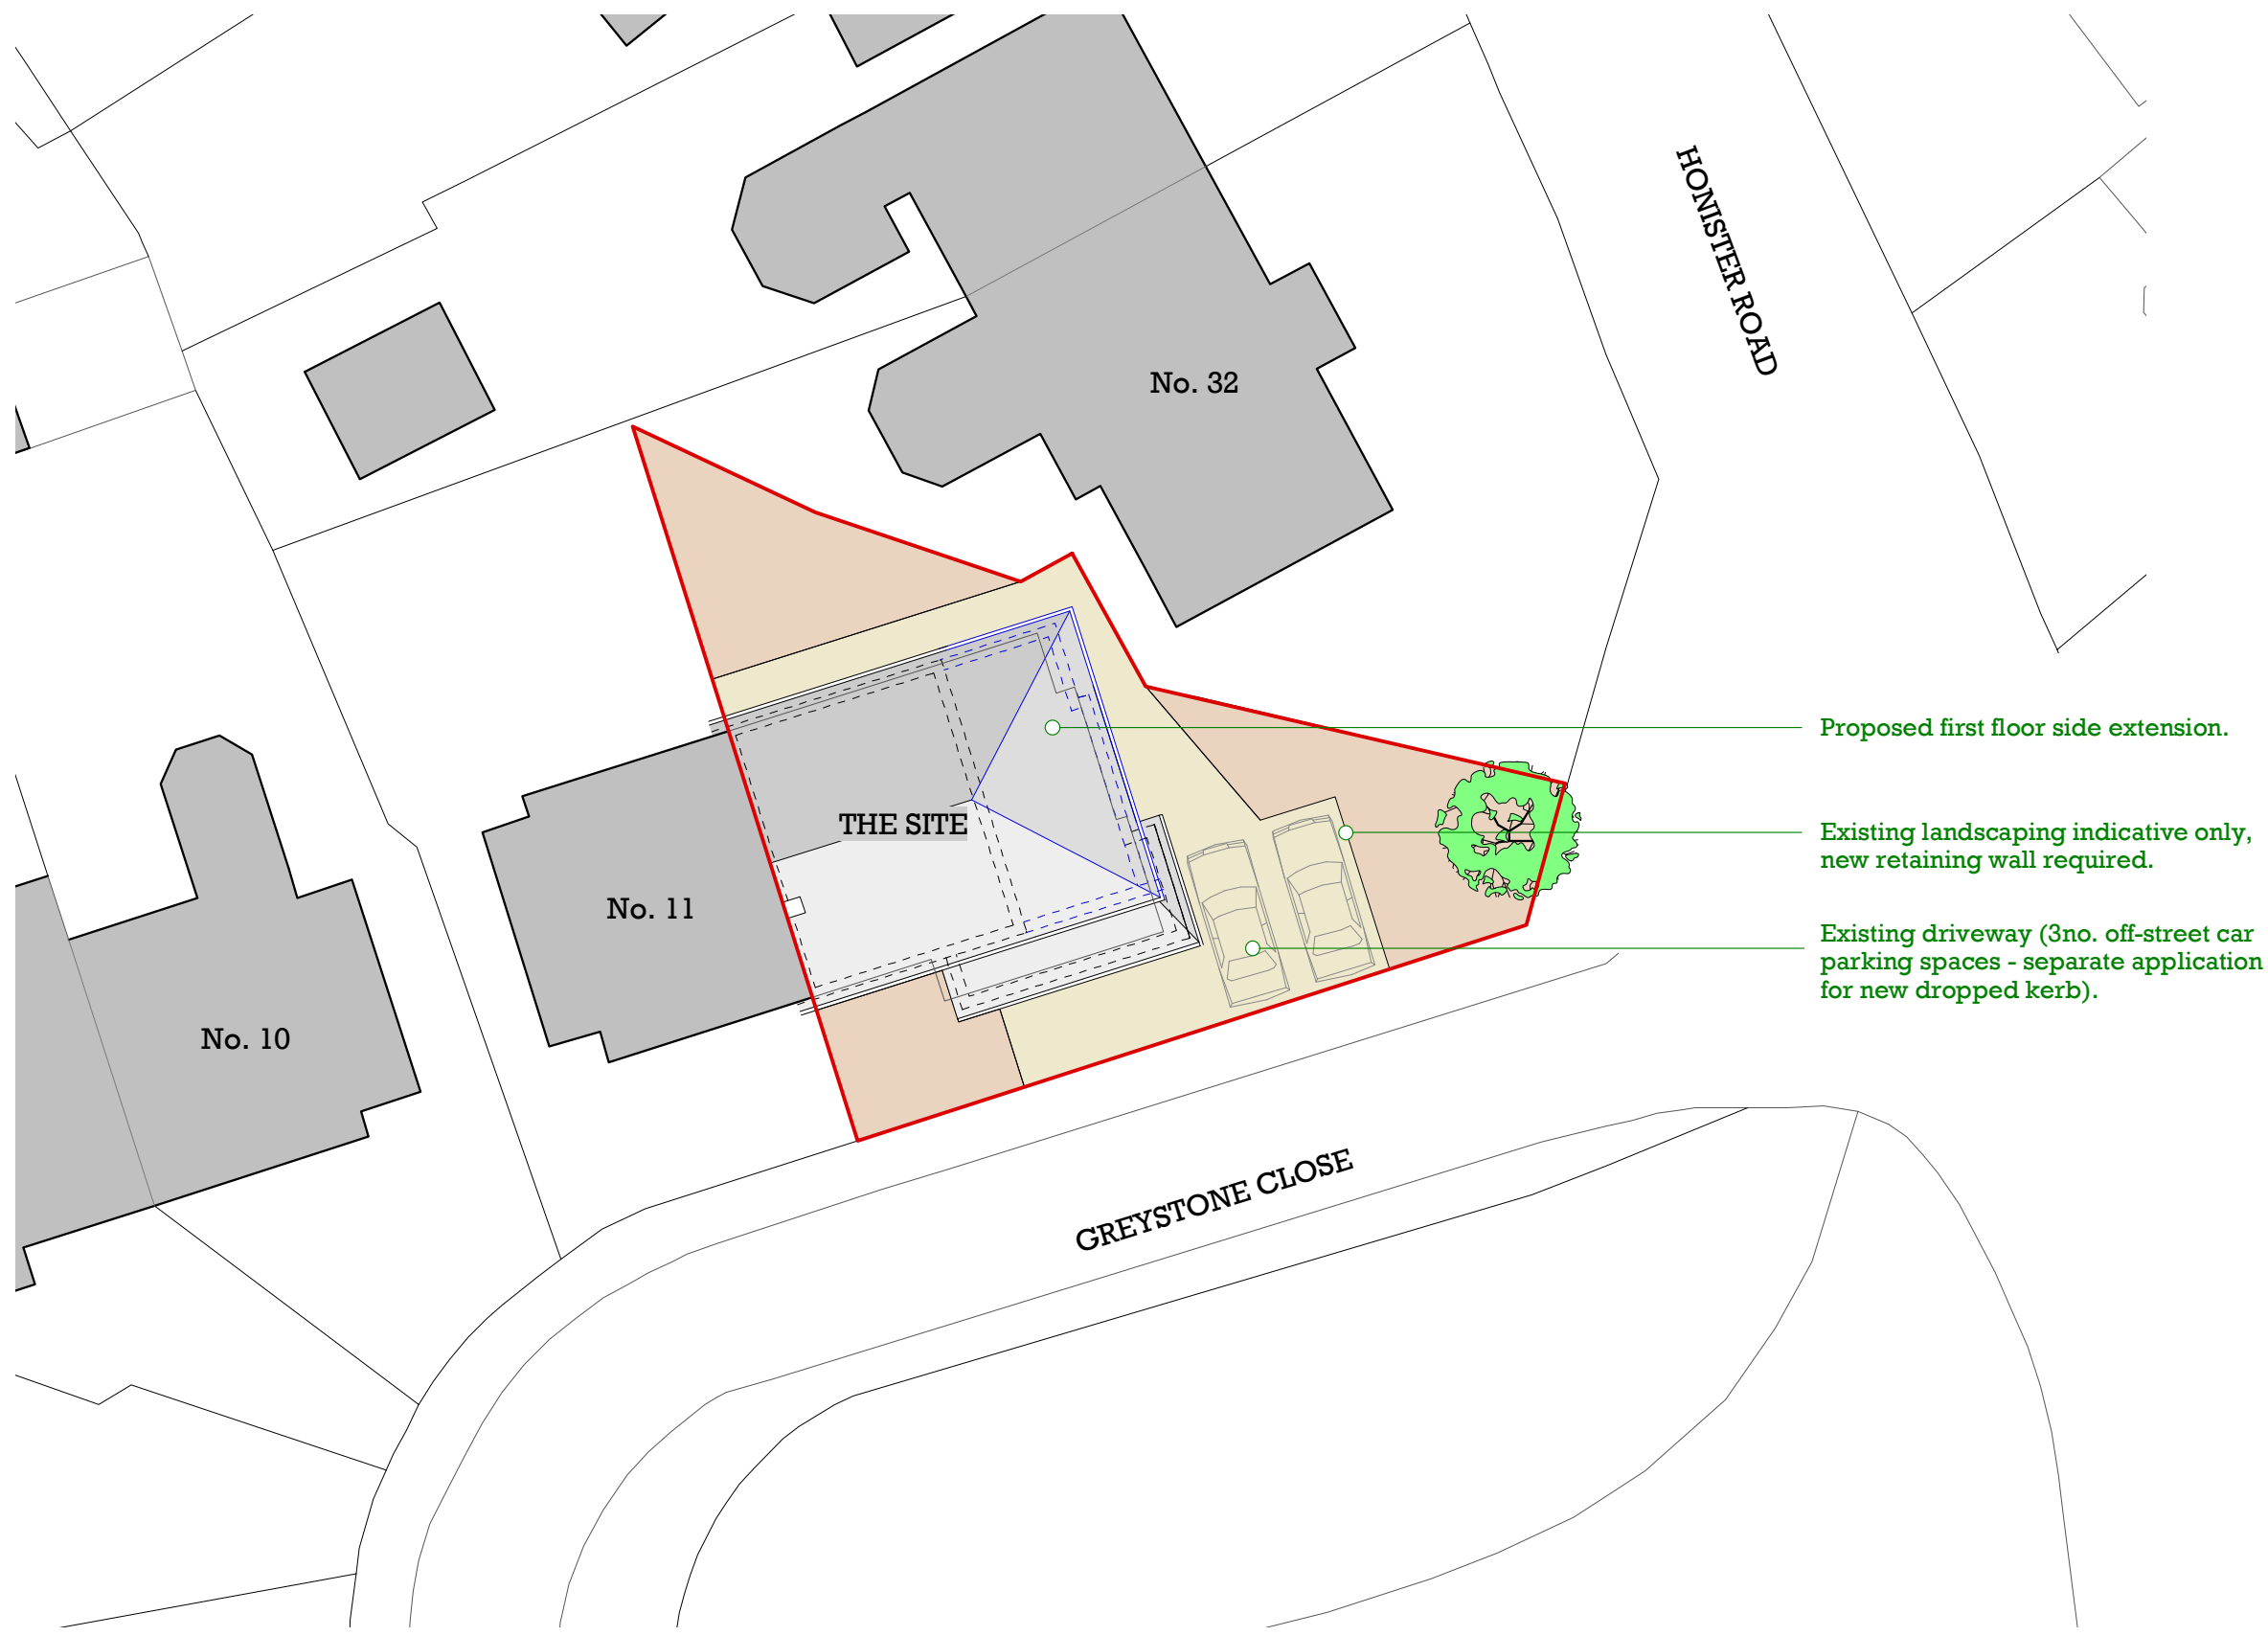 HONISTER ROAD
No. 32
Proposed first floor side extension.
THE SITE
Existing landscaping indicative only,
new retaining wall required.
No. 11
Existing driveway (3no. off-street car
parking spaces - separate application
for new dropped kerb).
No. 10
GREYSTONE CLOSE